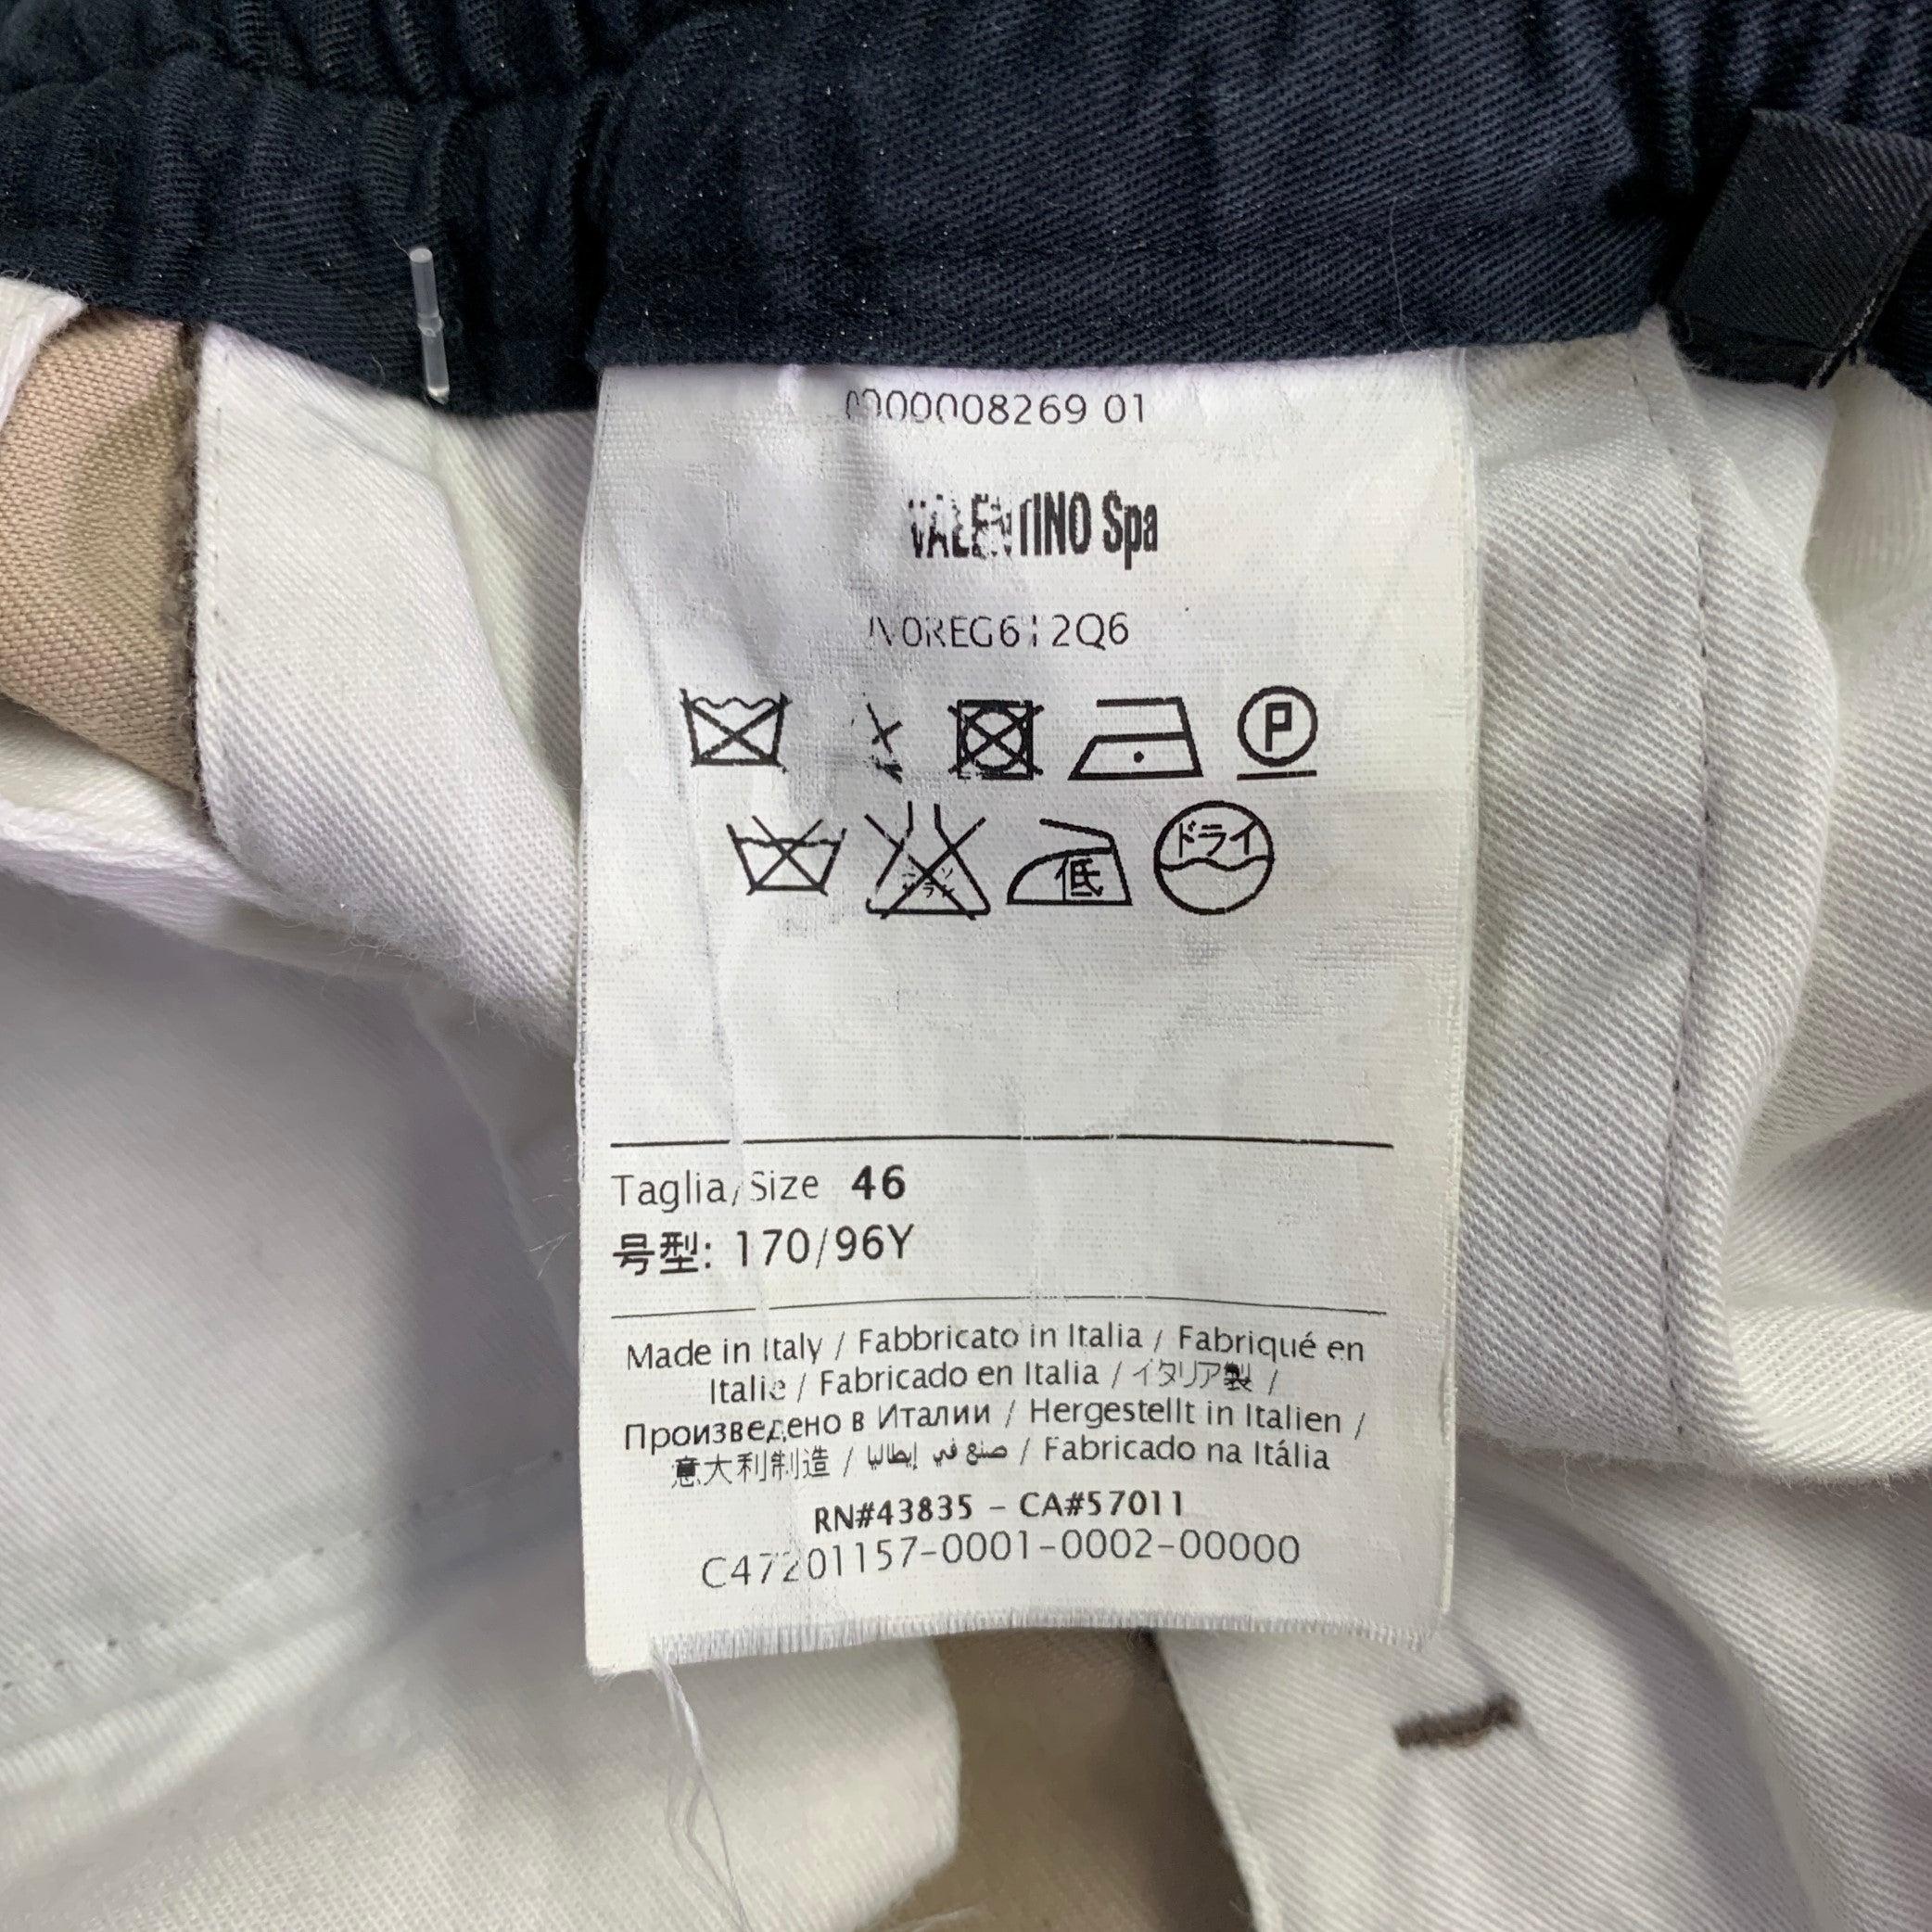 0000008269 01
VALENTINO Spa
P
ドライ
低
Taglia/Size 46
号型: 170/96Y
Made in Italy / Fabbricato in Italia / Fabriqué en
Italie / Fabricado en Italia / イタリア製 /
Произведено в Италии / Hergestellt in Italien /
意大利制造 / صنع في إيطاليا / Fabricado na Itália
RN#43835 - CA#57011
C47201157-0001-0002-00000